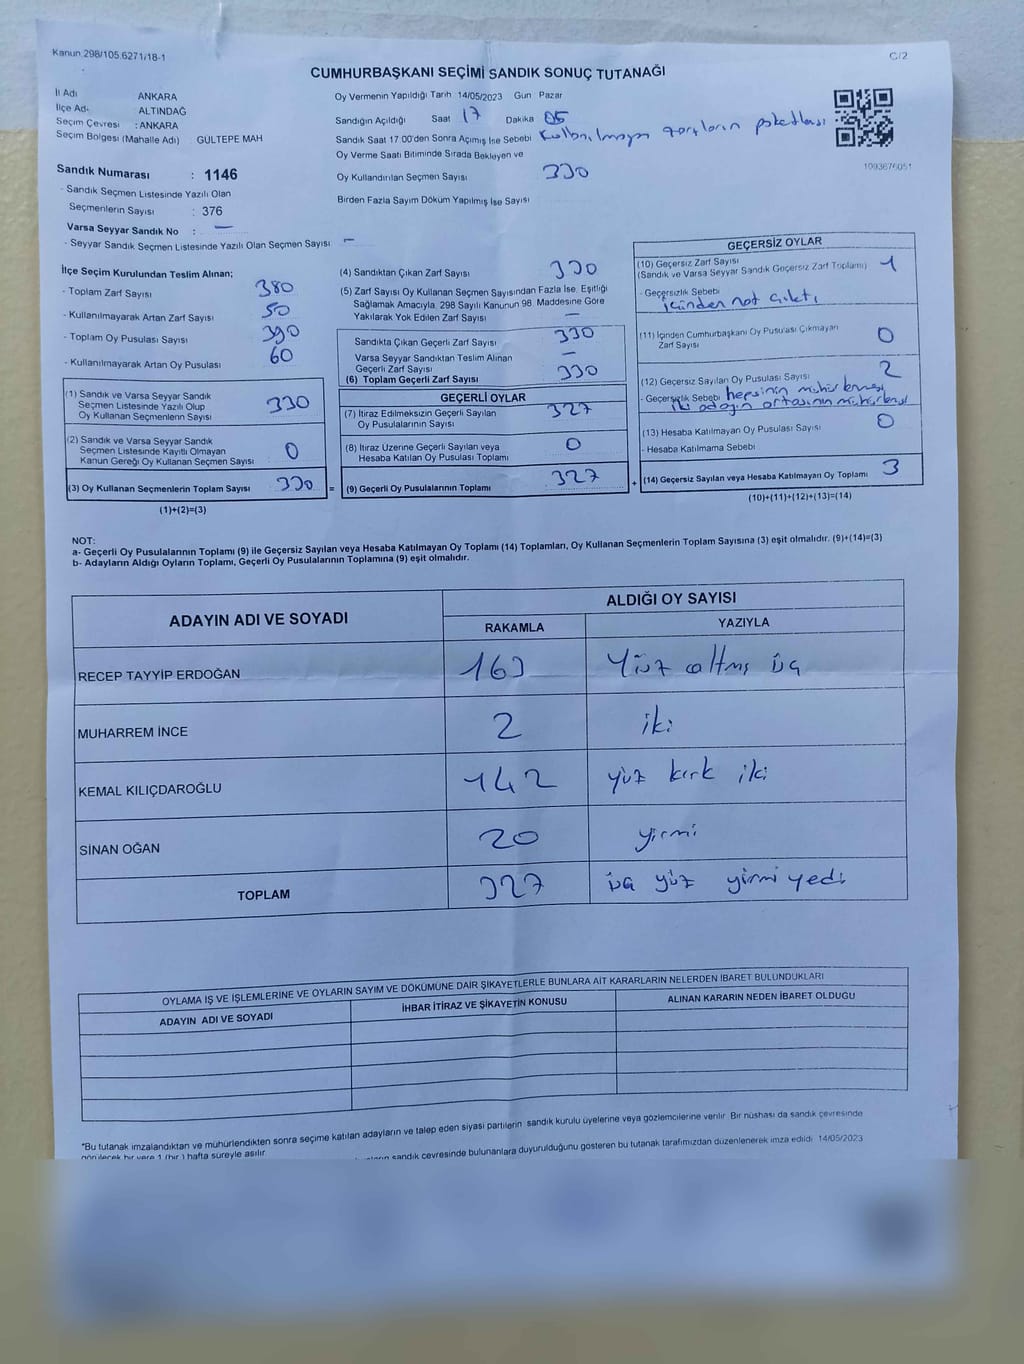 Kanun 298/105 6271/18-1
C/2
CUMHURBAŞKANI SEÇİMİ SANDIK SONUÇ TUTANAĞI
İl Adı ANKARA
İlçe Adı ALTINDAĞ
Seçim Çevresi : ANKARA
Seçim Bölgesi (Mahalle Adı) GÜLTEPE MAH
Sandık Numarası : 1146
- Sandık Seçmen Listesinde Yazılı Olan
Seçmenlerin Sayısı : 376
Varsa Seyyar Sandık No : —
- Seyyar Sandık Seçmen Listesinde Yazılı Olan Seçmen Sayısı —
Oy Vermenin Yapıldığı Tarih 14/05/2023 Gün Pazar
Sandığın Açıldığı Saat 17 Dakika 05
Sandık Saat 17 00'den Sonra Açımış İse Sebebi
Oy Verme Saati Bitiminde Sırada Bekleyen ve
Oy Kullandırılan Seçmen Sayısı 330
Birden Fazla Sayım Döküm Yapılmış İse Sayısı
1093676051
İlçe Seçim Kurulundan Teslim Alınan;
- Toplam Zarf Sayısı 380
- Kullanılmayarak Artan Zarf Sayısı 50
- Toplam Oy Pusulası Sayısı 390
- Kullanılmayarak Artan Oy Pusulası 60
(1) Sandık ve Varsa Seyyar Sandık
Seçmen Listesinde Yazılı Olup
Oy Kullanan Seçmenlerin Sayısı 330
(2) Sandık ve Varsa Seyyar Sandık
Seçmen Listesinde Kayıtlı Olmayan
Kanun Gereği Oy Kullanan Seçmen Sayısı 0
(3) Oy Kullanan Seçmenlerin Toplam Sayısı 330
(1)+(2)=(3)
(4) Sandıktan Çıkan Zarf Sayısı 330
(5) Zarf Sayısı Oy Kullanan Seçmen Sayısından Fazla İse, Eşitliği
Sağlamak Amacıyla, 298 Sayılı Kanunun 98. Maddesine Göre
Yakılarak Yok Edilen Zarf Sayısı —
Sandıkta Çıkan Geçerli Zarf Sayısı 330
Varsa Seyyar Sandıktan Teslim Alınan
Geçerli Zarf Sayısı —
(6) Toplam Geçerli Zarf Sayısı 330
GEÇERLİ OYLAR
(7) İtiraz Edilmeksizin Geçerli Sayılan
Oy Pusulalarının Sayısı 327
(8) İtiraz Üzerine Geçerli Sayılan veya
Hesaba Katılan Oy Pusulası Toplamı 0
= (9) Geçerli Oy Pusulalarının Toplamı 327
GEÇERSİZ OYLAR
(10) Geçersiz Zarf Sayısı
(Sandık ve Varsa Seyyar Sandık Geçersiz Zarf Toplamı) 1
- Geçersizlik Sebebi
içinden not çıktı
(11) İçinden Cumhurbaşkanı Oy Pusulası Çıkmayan
Zarf Sayısı 0
(12) Geçersiz Sayılan Oy Pusulası Sayısı 2
- Geçersizlik Sebebi hepsinin
iki adayın ortasının
(13) Hesaba Katılmayan Oy Pusulası Sayısı 0
- Hesaba Katılmama Sebebi
+ (14) Geçersiz Sayılan veya Hesaba Katılmayan Oy Toplamı 3
(10)+(11)+(12)+(13)=(14)
NOT:
a- Geçerli Oy Pusulalarının Toplamı (9) ile Geçersiz Sayılan veya Hesaba Katılmayan Oy Toplamı (14) Toplamları, Oy Kullanan Seçmenlerin Toplam Sayısına (3) eşit olmalıdır. (9)+(14)=(3)
b- Adayların Aldığı Oyların Toplamı, Geçerli Oy Pusulalarının Toplamına (9) eşit olmalıdır.
ADAYIN ADI VE SOYADI ALDIĞI OY SAYISI
RAKAMLA YAZIYLA
RECEP TAYYİP ERDOĞAN 163 Yüz altmış üç
MUHARREM İNCE 2 iki
KEMAL KILIÇDAROĞLU 142 yüz kırk iki
SİNAN OĞAN 20 yirmi
TOPLAM 327 üç yüz yirmi yedi
OYLAMA İŞ VE İŞLEMLERİNE VE OYLARIN SAYIM VE DÖKÜMÜNE DAİR ŞİKAYETLERLE BUNLARA AİT KARARLARIN NELERDEN İBARET BULUNDUKLARI
ADAYIN ADI VE SOYADI İHBAR İTİRAZ VE ŞİKAYETİN KONUSU ALINAN KARARIN NEDEN İBARET OLDUĞU
*Bu tutanak imzalandıktan ve mühürlendikten sonra seçime katılan adayların ve talep eden siyasi partilerin sandık kurulu üyelerine veya gözlemcilerine verilir. Bir nüshası da sandık çevresinde
görülecek bir yere 1 (bir) hafta süreyle asılır.
sandık çevresinde bulunanlara duyurulduğunu gösteren bu tutanak tarafımızdan düzenlenerek imza edildi 14/05/2023